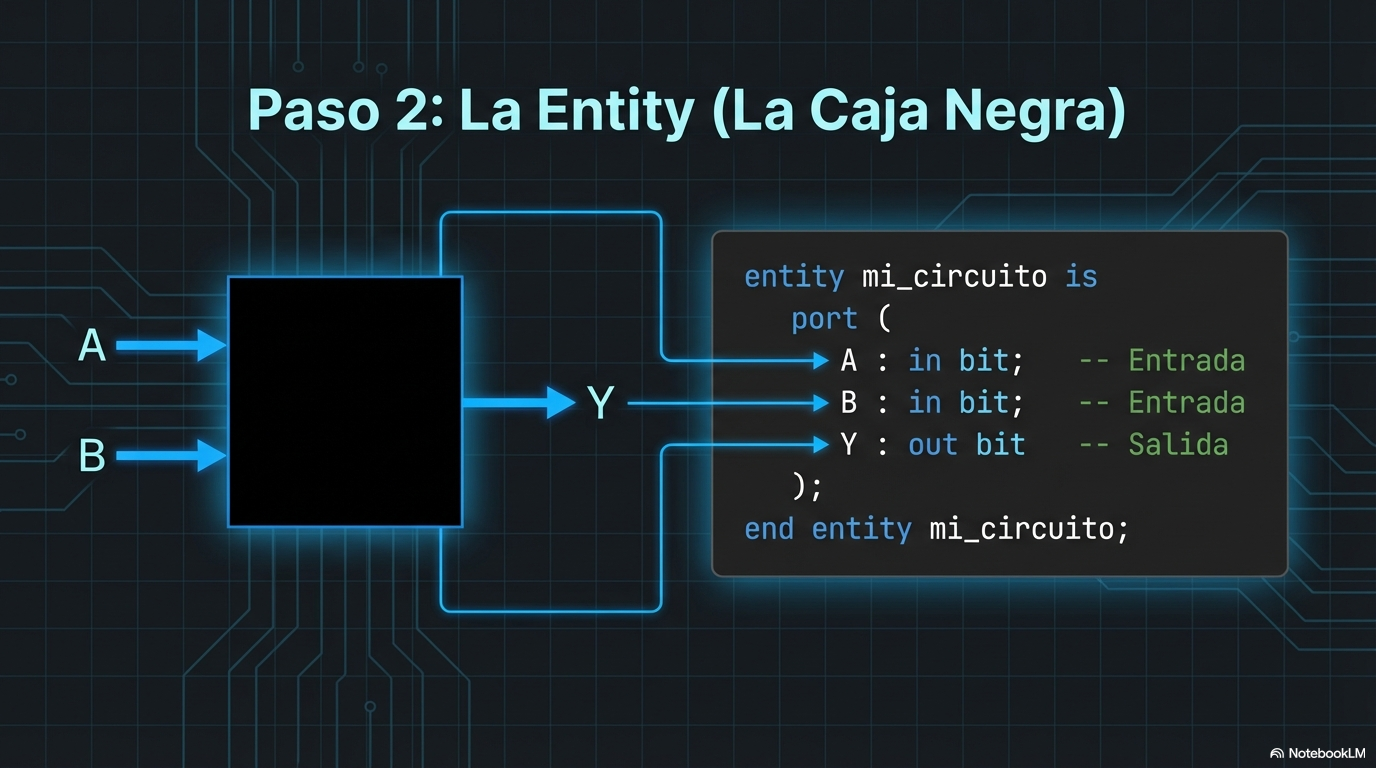 Paso 2: La Entity (La Caja Negra)
A
B
Y
entity mi_circuito is
port (
A : in bit; -- Entrada
B : in bit; -- Entrada
Y : out bit -- Salida
);
end entity mi_circuito;
NotebookLM